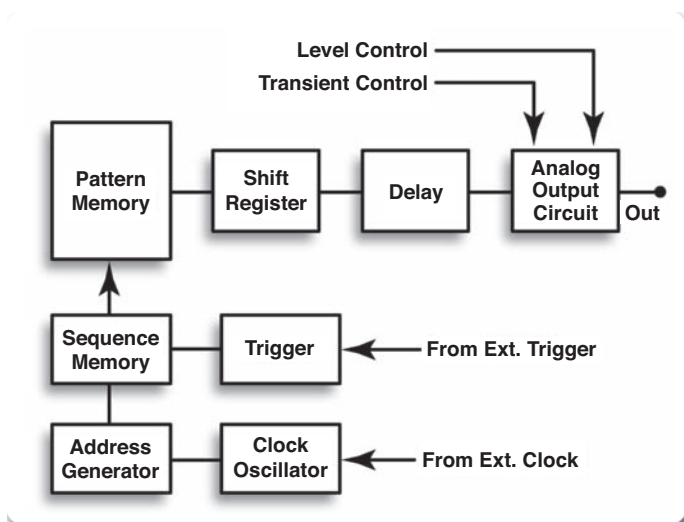 Level Control
Transient Control
Pattern
Memory
Shift
Register
Delay
Analog
Output
Circuit
Out
Sequence
Memory
Trigger
From Ext. Trigger
Address
Generator
Clock
Oscillator
From Ext. Clock